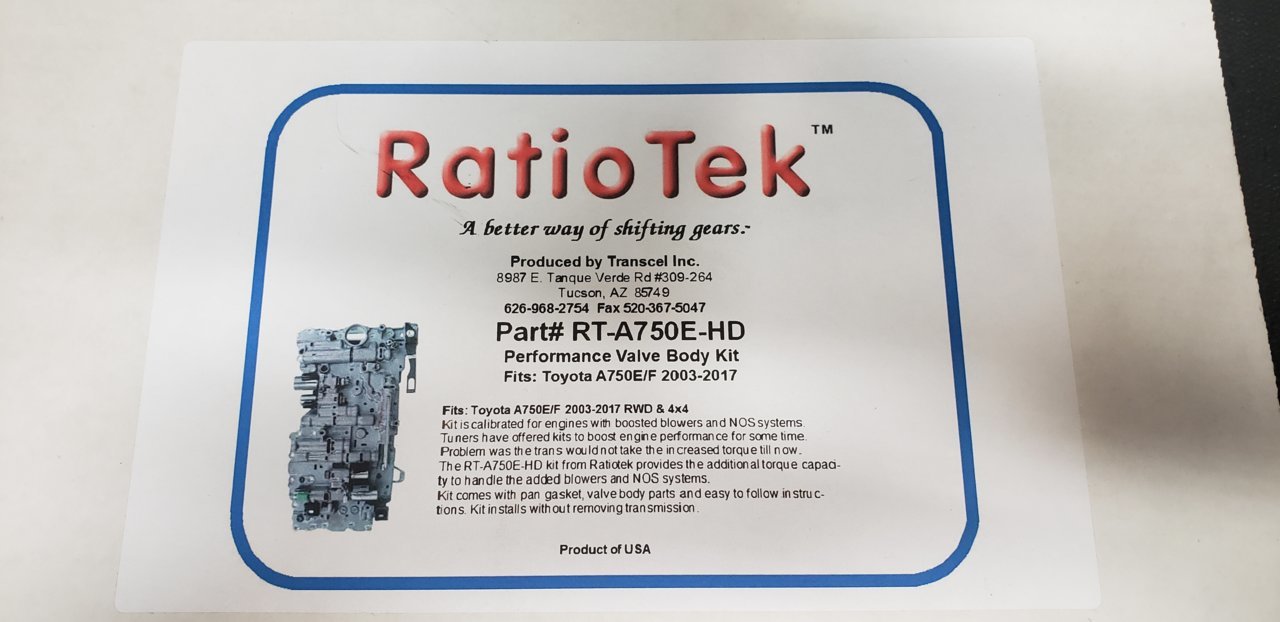 RatioTek™
A better way of shifting gears.-
Produced by Transcel Inc.
8987 E. Tanque Verde Rd #309-264
Tucson, AZ 85749
626-968-2754 Fax 520-367-5047
Part# RT-A750E-HD
Performance Valve Body Kit
Fits: Toyota A750E/F 2003-2017
Fits: Toyota A750E/F 2003-2017 RWD & 4x4
Kit is calibrated for engines with boosted blowers and NOS systems.
Tuners have offered kits to boost engine performance for some time.
Problem was the trans would not take the increased torque till now.
The RT-A750E-HD kit from Ratiotek provides the additional torque capaci-
ty to handle the added blowers and NOS systems.
Kit comes with pan gasket, valve body parts and easy to follow instruc-
tions. Kit installs without removing transmission.
Product of USA